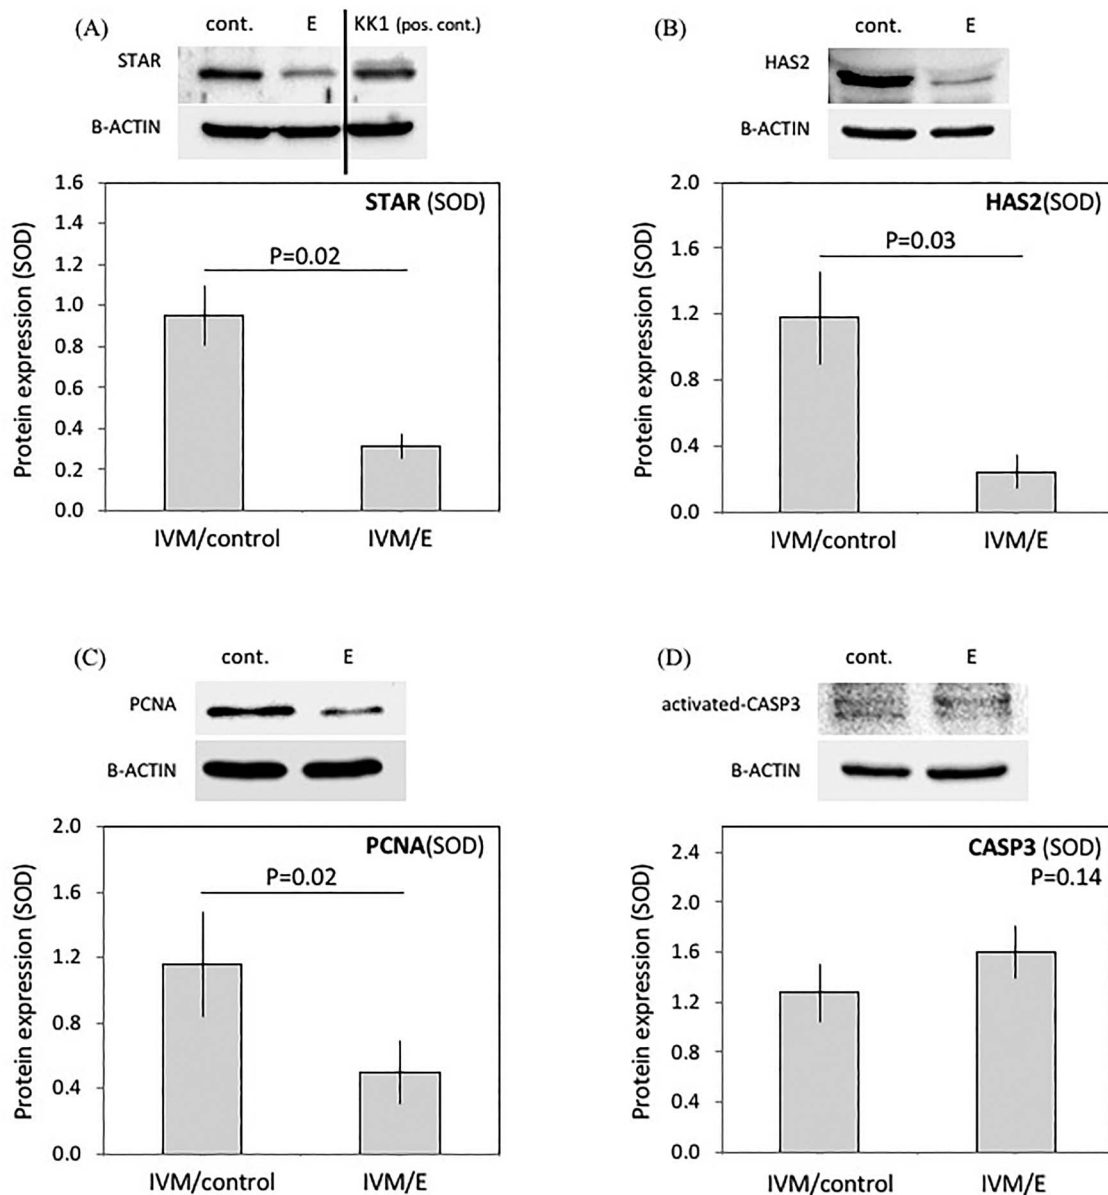 (A)
cont. E KK1 (pos. cont.)
STAR
B-ACTIN
STAR (SOD)
P=0.02
Protein expression (SOD)
1.6
1.4
1.2
1.0
0.8
0.6
0.4
0.2
0.0
IVM/control IVM/E
(B)
cont. E
HAS2
B-ACTIN
HAS2(SOD)
P=0.03
Protein expression (SOD)
2.0
1.6
1.2
0.8
0.4
0.0
IVM/control IVM/E
(C)
cont. E
PCNA
B-ACTIN
PCNA(SOD)
P=0.02
Protein expression (SOD)
2.0
1.6
1.2
0.8
0.4
0.0
IVM/control IVM/E
(D)
cont. E
activated-CASP3
B-ACTIN
CASP3 (SOD)
P=0.14
Protein expression (SOD)
2.4
2.0
1.6
1.2
0.8
0.4
0.0
IVM/control IVM/E